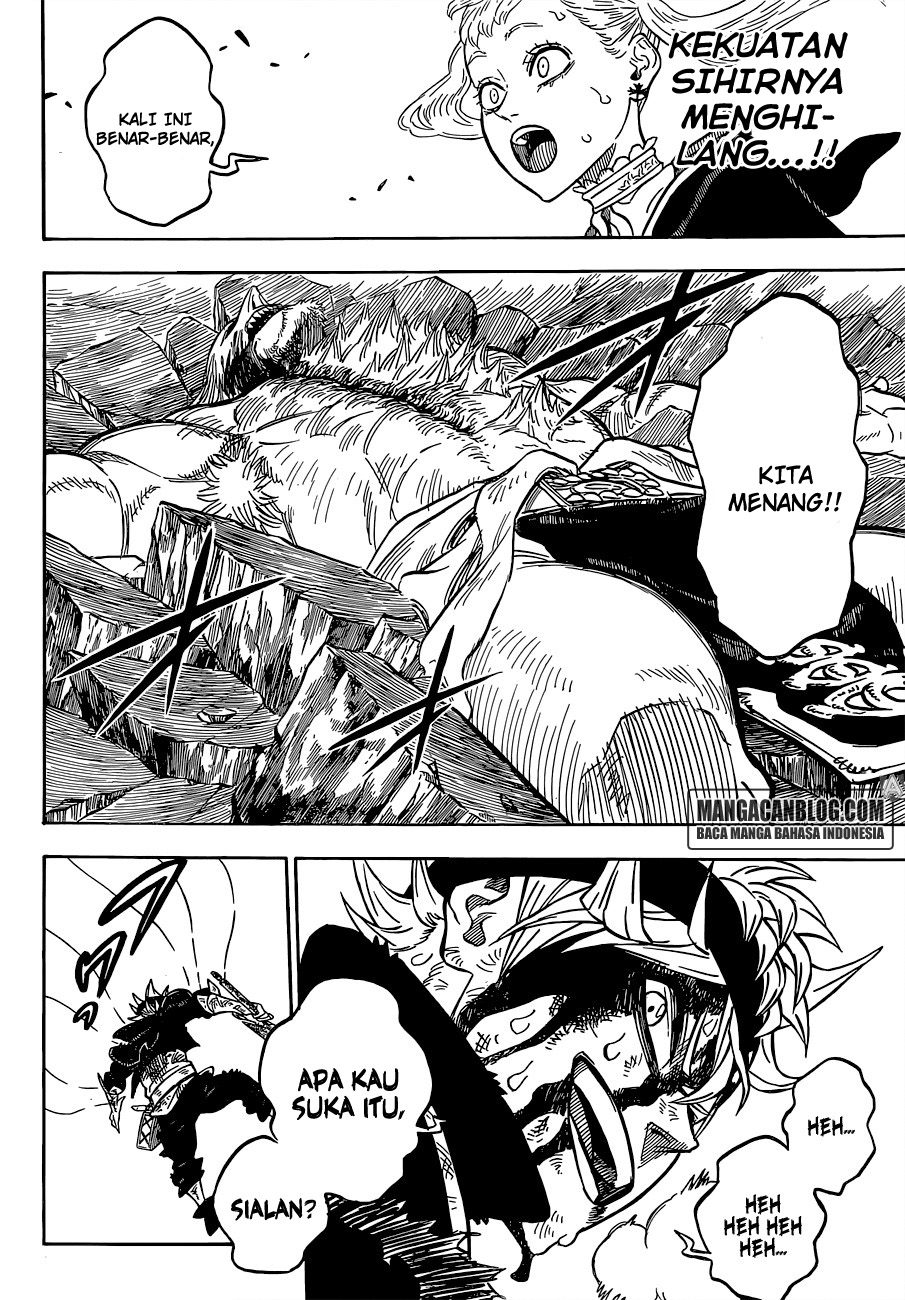 KEKUATAN
SIHIRNYA
MENGHI-
LANG...!!
KALI INI
BENAR-BENAR,
KITA
MENANG!!
MANGACANBLOG.COM
BACA MANGA BAHASA INDONESIA
APA KAU
SUKA ITU,
SIALAN?
HEH...
HEH
HEH HEH
HEH...